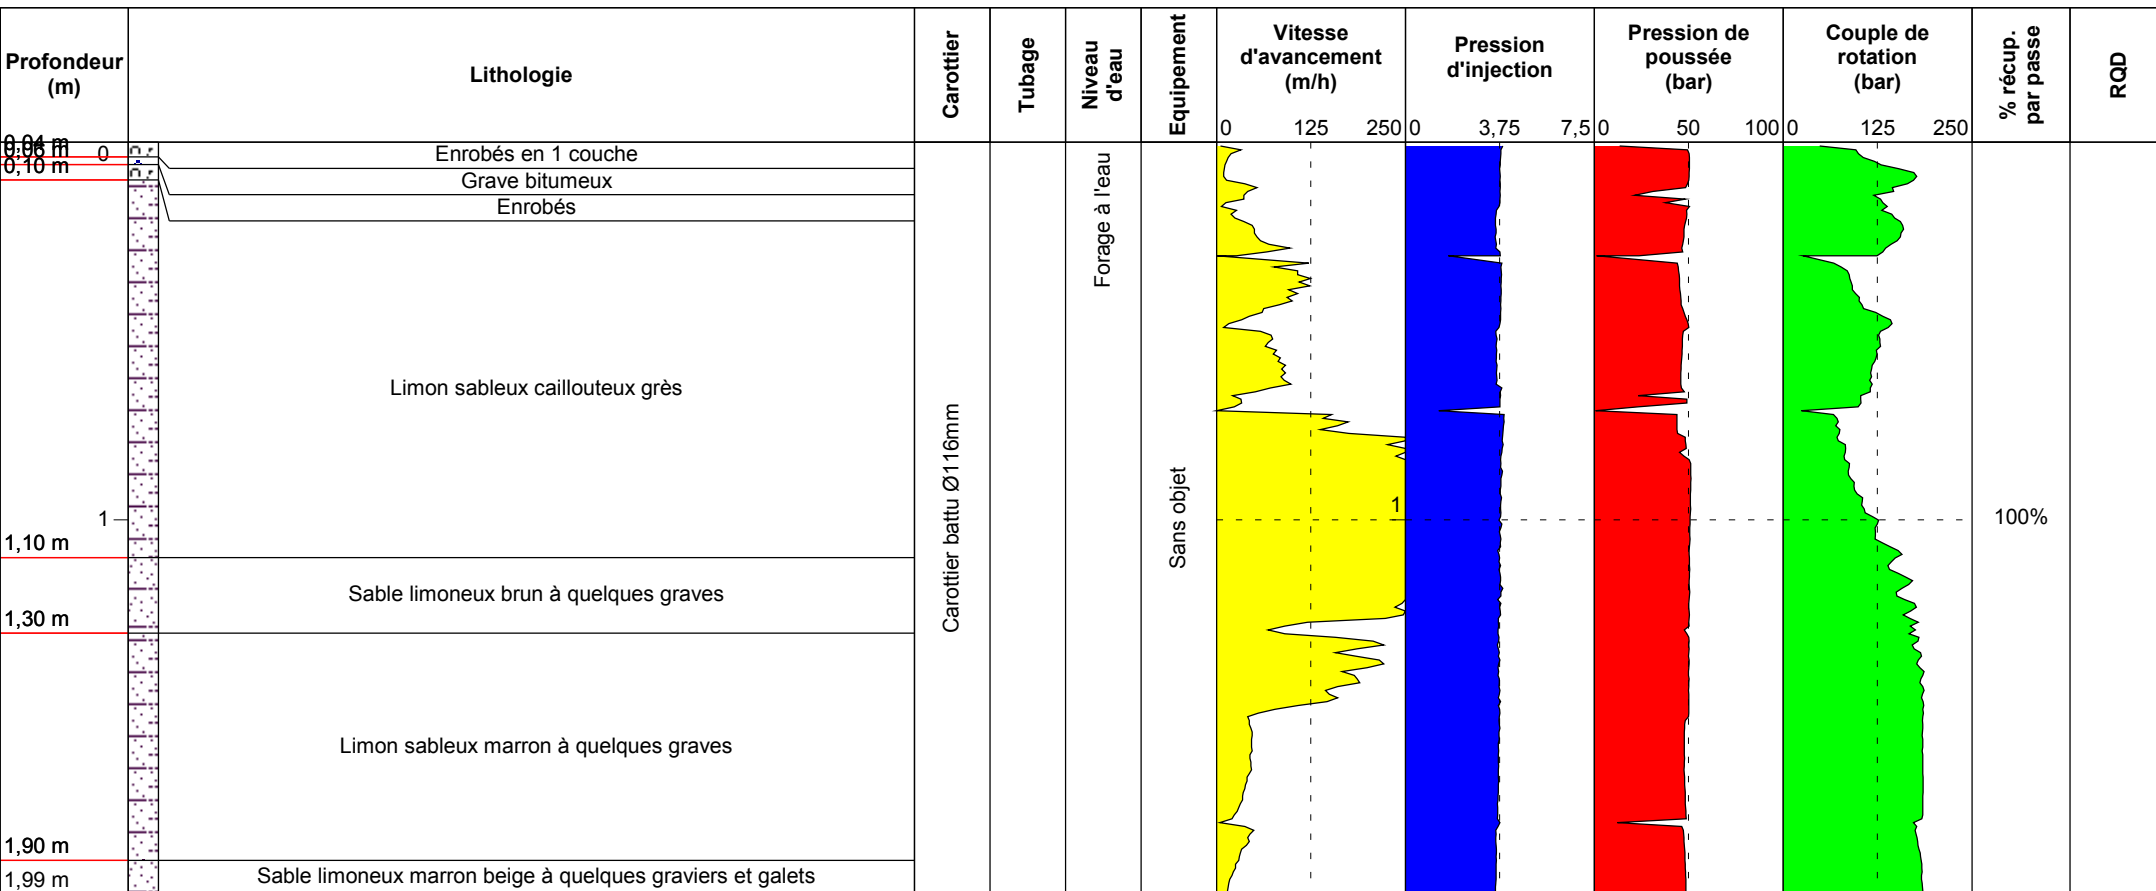 Profondeur
(m)
Lithologie
Carottier
Tubage
Niveau
d'eau
Equipement
Vitesse
d'avancement
(m/h)
0 125 250
Pression
d'injection
0 3,75 7,5
Pression de
poussée
(bar)
0 50 100
Couple de
rotation
(bar)
0 125 250
% récup.
par passe
RQD
0,04 m
0,06 m
0,10 m
0
Enrobés en 1 couche
Grave bitumeux
Enrobés
Limon sableux caillouteux grès
1
1,10 m
Sable limoneux brun à quelques graves
1,30 m
Limon sableux marron à quelques graves
1,90 m
1,99 m
Sable limoneux marron beige à quelques graviers et galets
Carottier battu Ø116mm
Forage à l'eau
Sans objet
1
100%